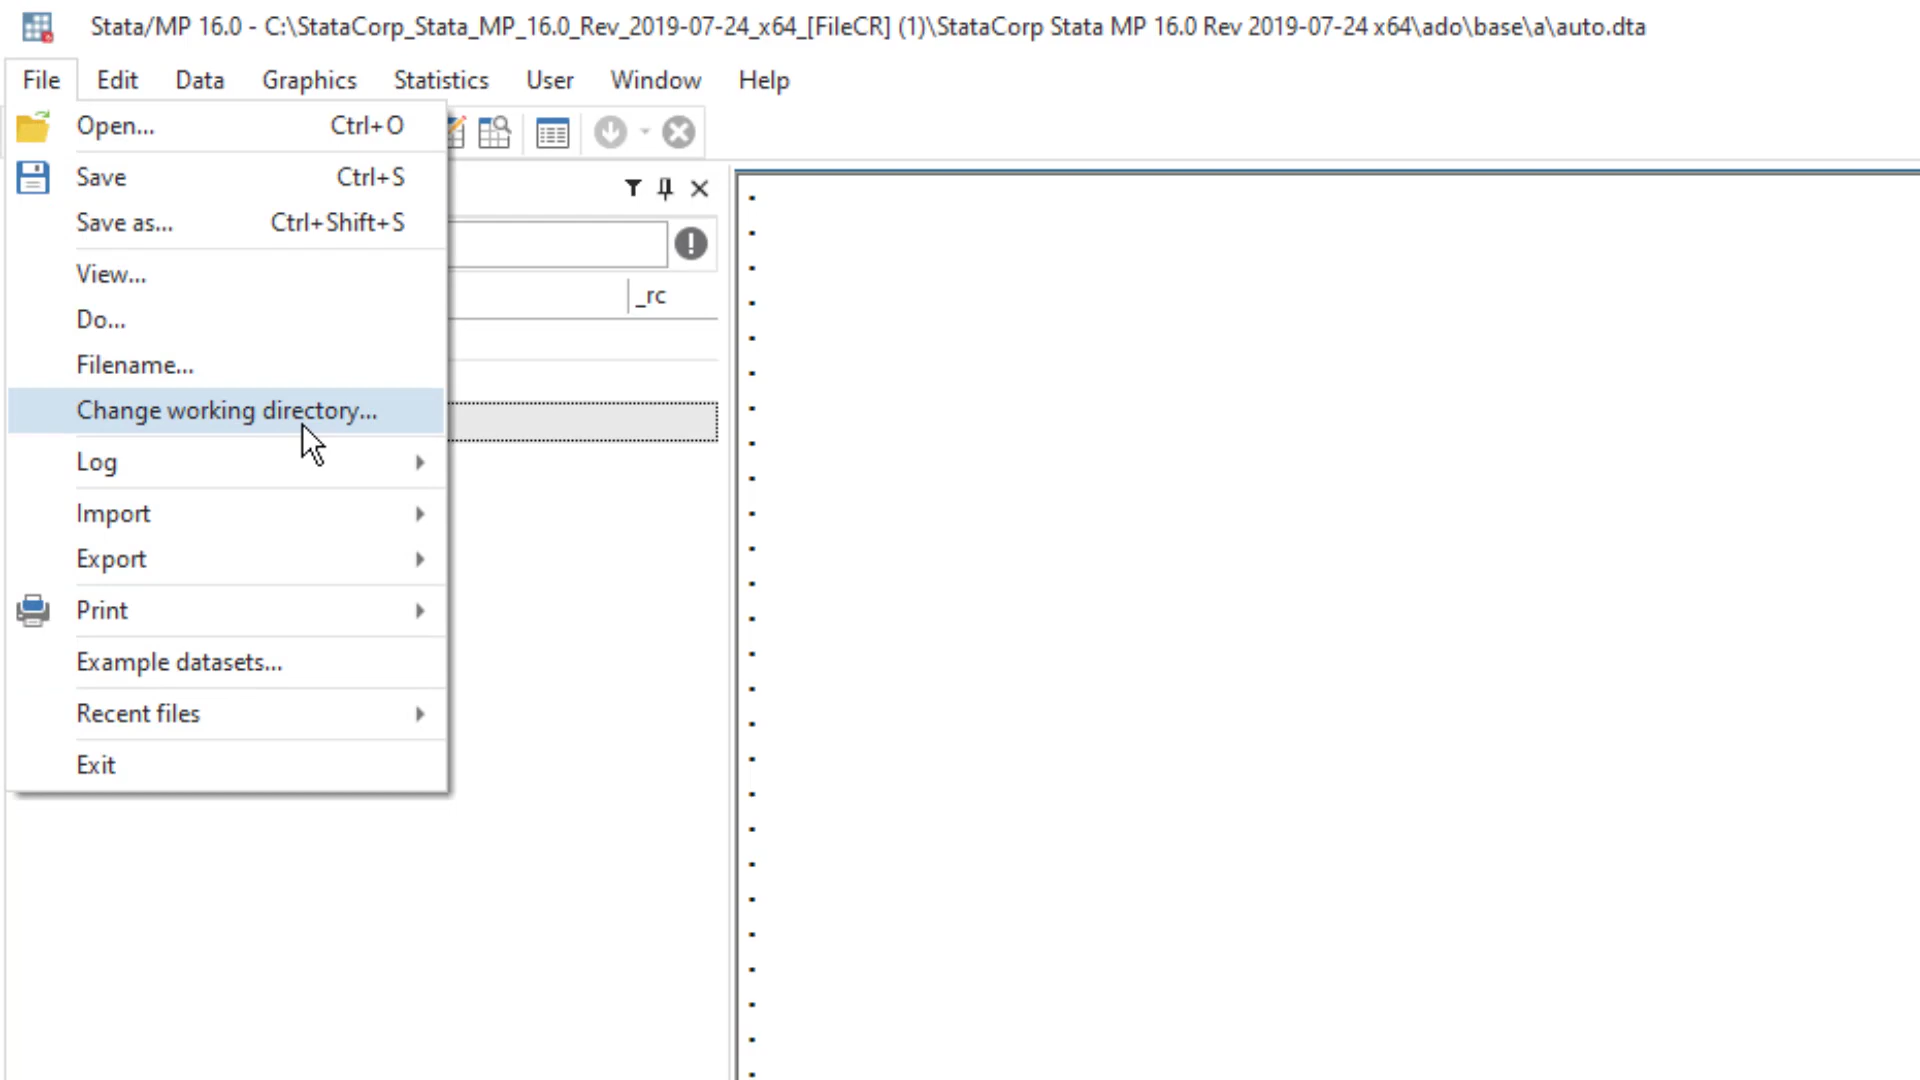 Stata/MP 16.0 - C:\StataCorp_Stata_MP_16.0_Rev_2019-07-24_x64_[FileCR] (1)\StataCorp Stata MP 16.0 Rev 2019-07-24 x64\ado\base\a\auto.dta
File Edit Data Graphics Statistics User Window Help
Open... Ctrl+O
Save Ctrl+S
Save as... Ctrl+Shift+S
View...
_rc
Do...
Filename...
Change working directory...
Log
Import
Export
Print
Example datasets...
Recent files
Exit